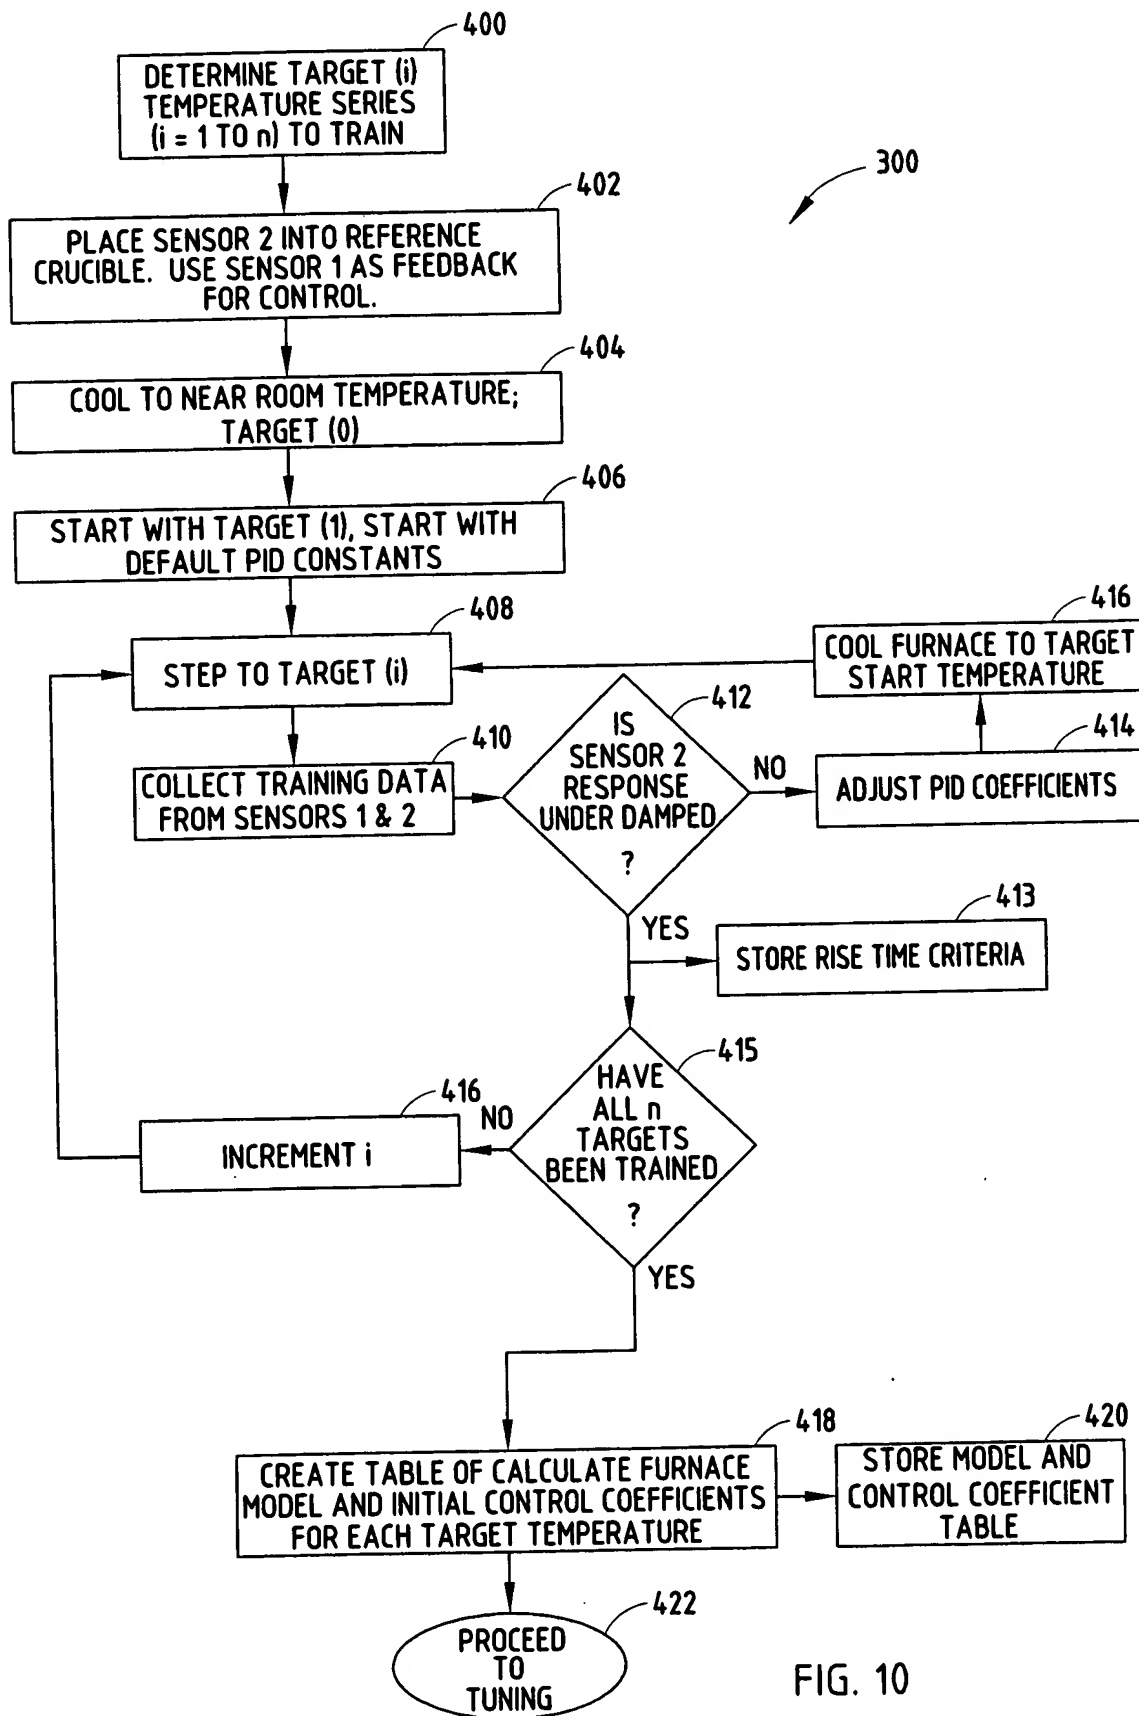 400
DETERMINE TARGET (i)
TEMPERATURE SERIES
(i = 1 TO n) TO TRAIN
300
402
PLACE SENSOR 2 INTO REFERENCE
CRUCIBLE. USE SENSOR 1 AS FEEDBACK
FOR CONTROL.
404
COOL TO NEAR ROOM TEMPERATURE;
TARGET (0)
406
START WITH TARGET (1), START WITH
DEFAULT PID CONSTANTS
408
STEP TO TARGET (i)
416
COOL FURNACE TO TARGET
START TEMPERATURE
410
COLLECT TRAINING DATA
FROM SENSORS 1 & 2
412
IS
SENSOR 2
RESPONSE
UNDER DAMPED
?
NO
414
ADJUST PID COEFFICIENTS
YES
413
STORE RISE TIME CRITERIA
415
HAVE
ALL n
TARGETS
BEEN TRAINED
?
NO
416
INCREMENT i
YES
418
CREATE TABLE OF CALCULATE FURNACE
MODEL AND INITIAL CONTROL COEFFICIENTS
FOR EACH TARGET TEMPERATURE
420
STORE MODEL AND
CONTROL COEFFICIENT
TABLE
422
PROCEED
TO
TUNING
FIG. 10